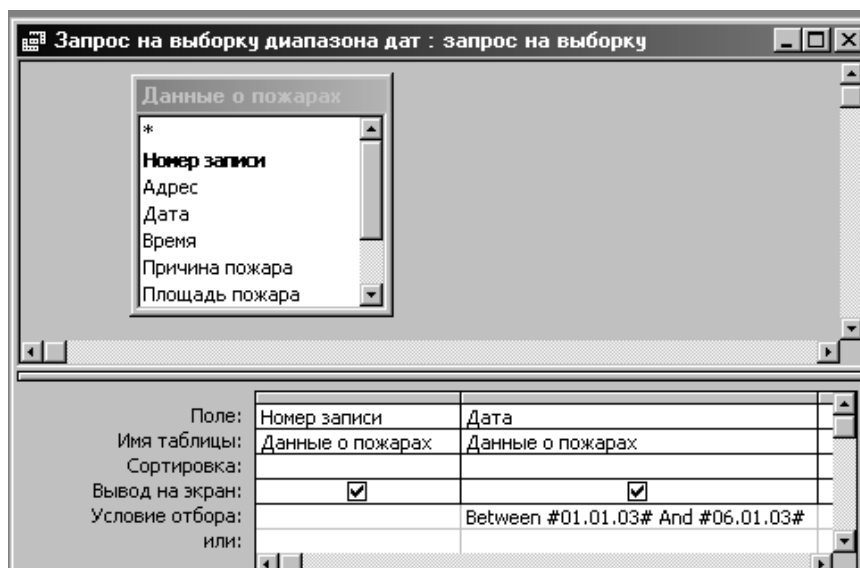 Запрос на выборку диапазона дат : запрос на выборку
Данные о пожарах
*
Номер записи
Адрес
Дата
Время
Причина пожара
Площадь пожара
Поле: Номер записи Дата
Имя таблицы: Данные о пожарах Данные о пожарах
Сортировка:
Вывод на экран:
Условие отбора: Between #01.01.03# And #06.01.03#
или: